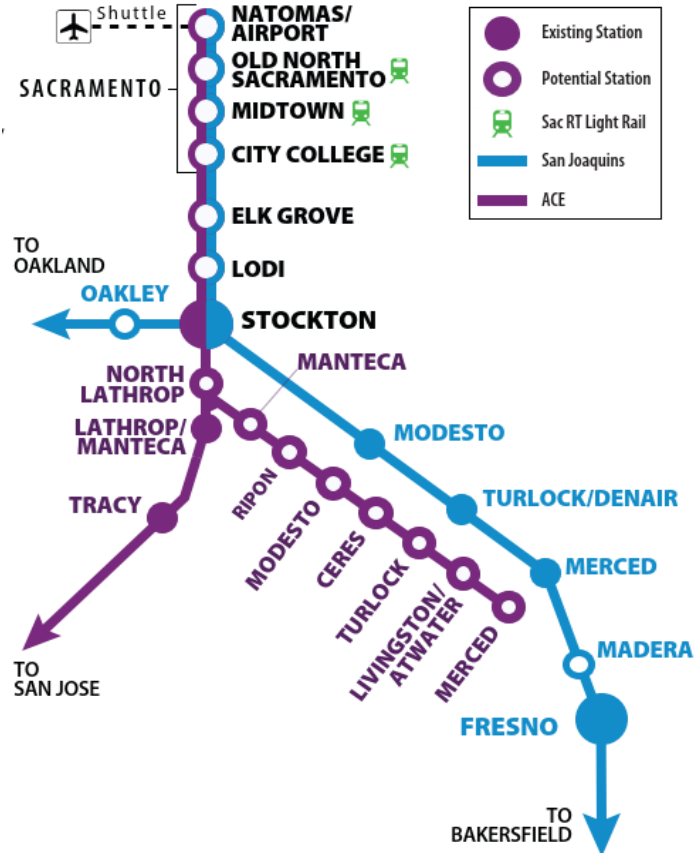 Shuttle
NATOMAS/
AIRPORT
OLD NORTH
SACRAMENTO
SACRAMENTO
MIDTOWN
CITY COLLEGE
ELK GROVE
LODI
Existing Station
Potential Station
Sac RT Light Rail
San Joaquins
ACE
TO
OAKLAND
OAKLEY
STOCKTON
NORTH
LATHROP
MANTECA
LATHROP/
MANTECA
MODESTO
TRACY
RIPON
MODESTO
CERES
TURLOCK
LIVINGSTON/
ATWATER
MERCED
TURLOCK/DENAIR
MERCED
MADERA
FRESNO
TO
SAN JOSE
TO
BAKERSFIELD